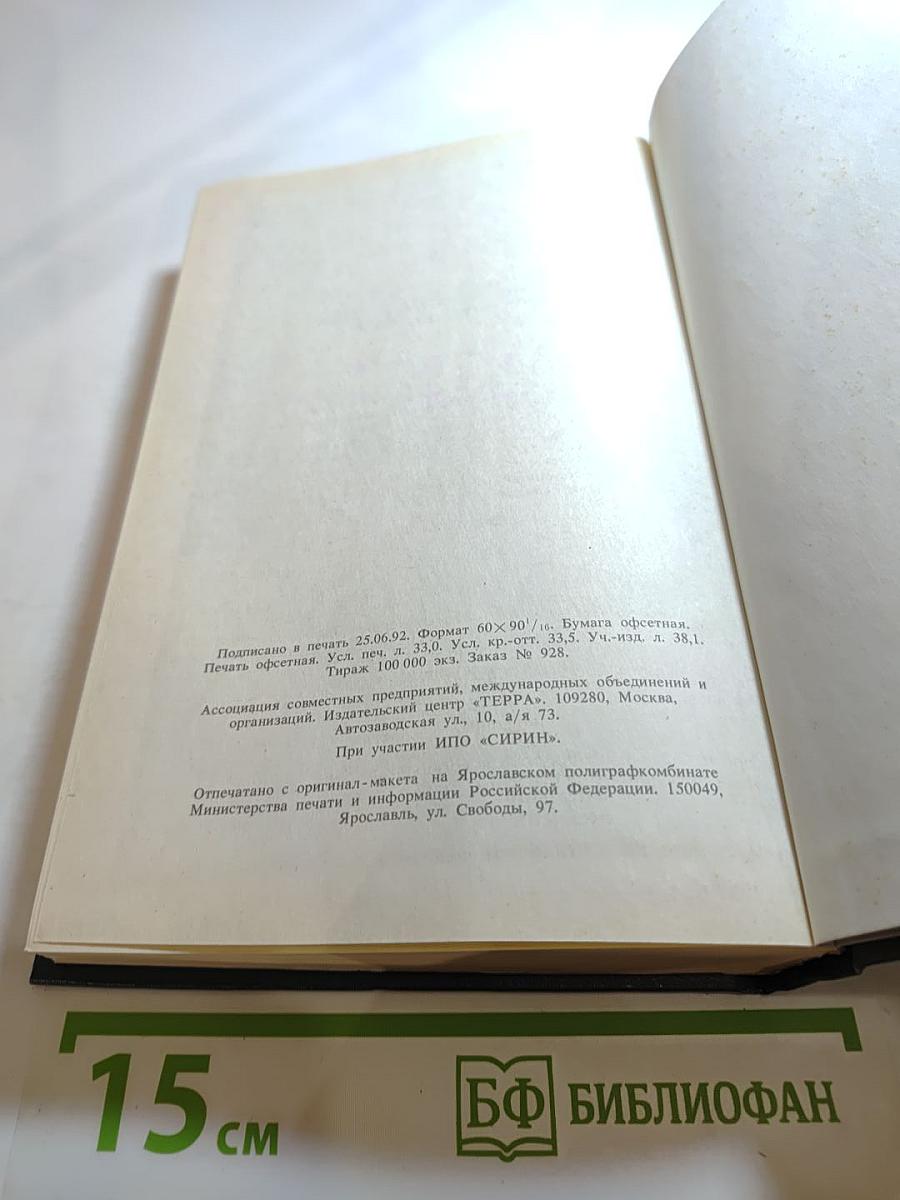 Подписано в печать 25.06.92. Формат 60×90¹/₁₆. Бумага офсетная.
Печать офсетная. Усл. печ. л. 33,0. Усл. кр.-отт. 33,5. Уч.-изд. л. 38,1.
Тираж 100 000 экз. Заказ № 928.
Ассоциация совместных предприятий, международных объединений и
организаций. Издательский центр «ТЕРРА». 109280, Москва,
Автозаводская ул., 10, а/я 73.
При участии ИПО «СИРИН».
Отпечатано с оригинал-макета на Ярославском полиграфкомбинате
Министерства печати и информации Российской Федерации. 150049,
Ярославль, ул. Свободы, 97.
15 см
БФ БИБЛИОФАН